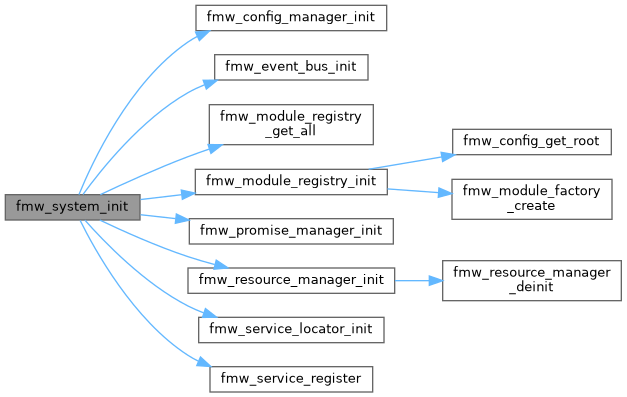 fmw_config_manager_init
fmw_event_bus_init
fmw_module_registry
_get_all
fmw_config_get_root
fmw_module_registry_init
fmw_module_factory
_create
fmw_system_init
fmw_promise_manager_init
fmw_resource_manager_init
fmw_resource_manager
_deinit
fmw_service_locator_init
fmw_service_register